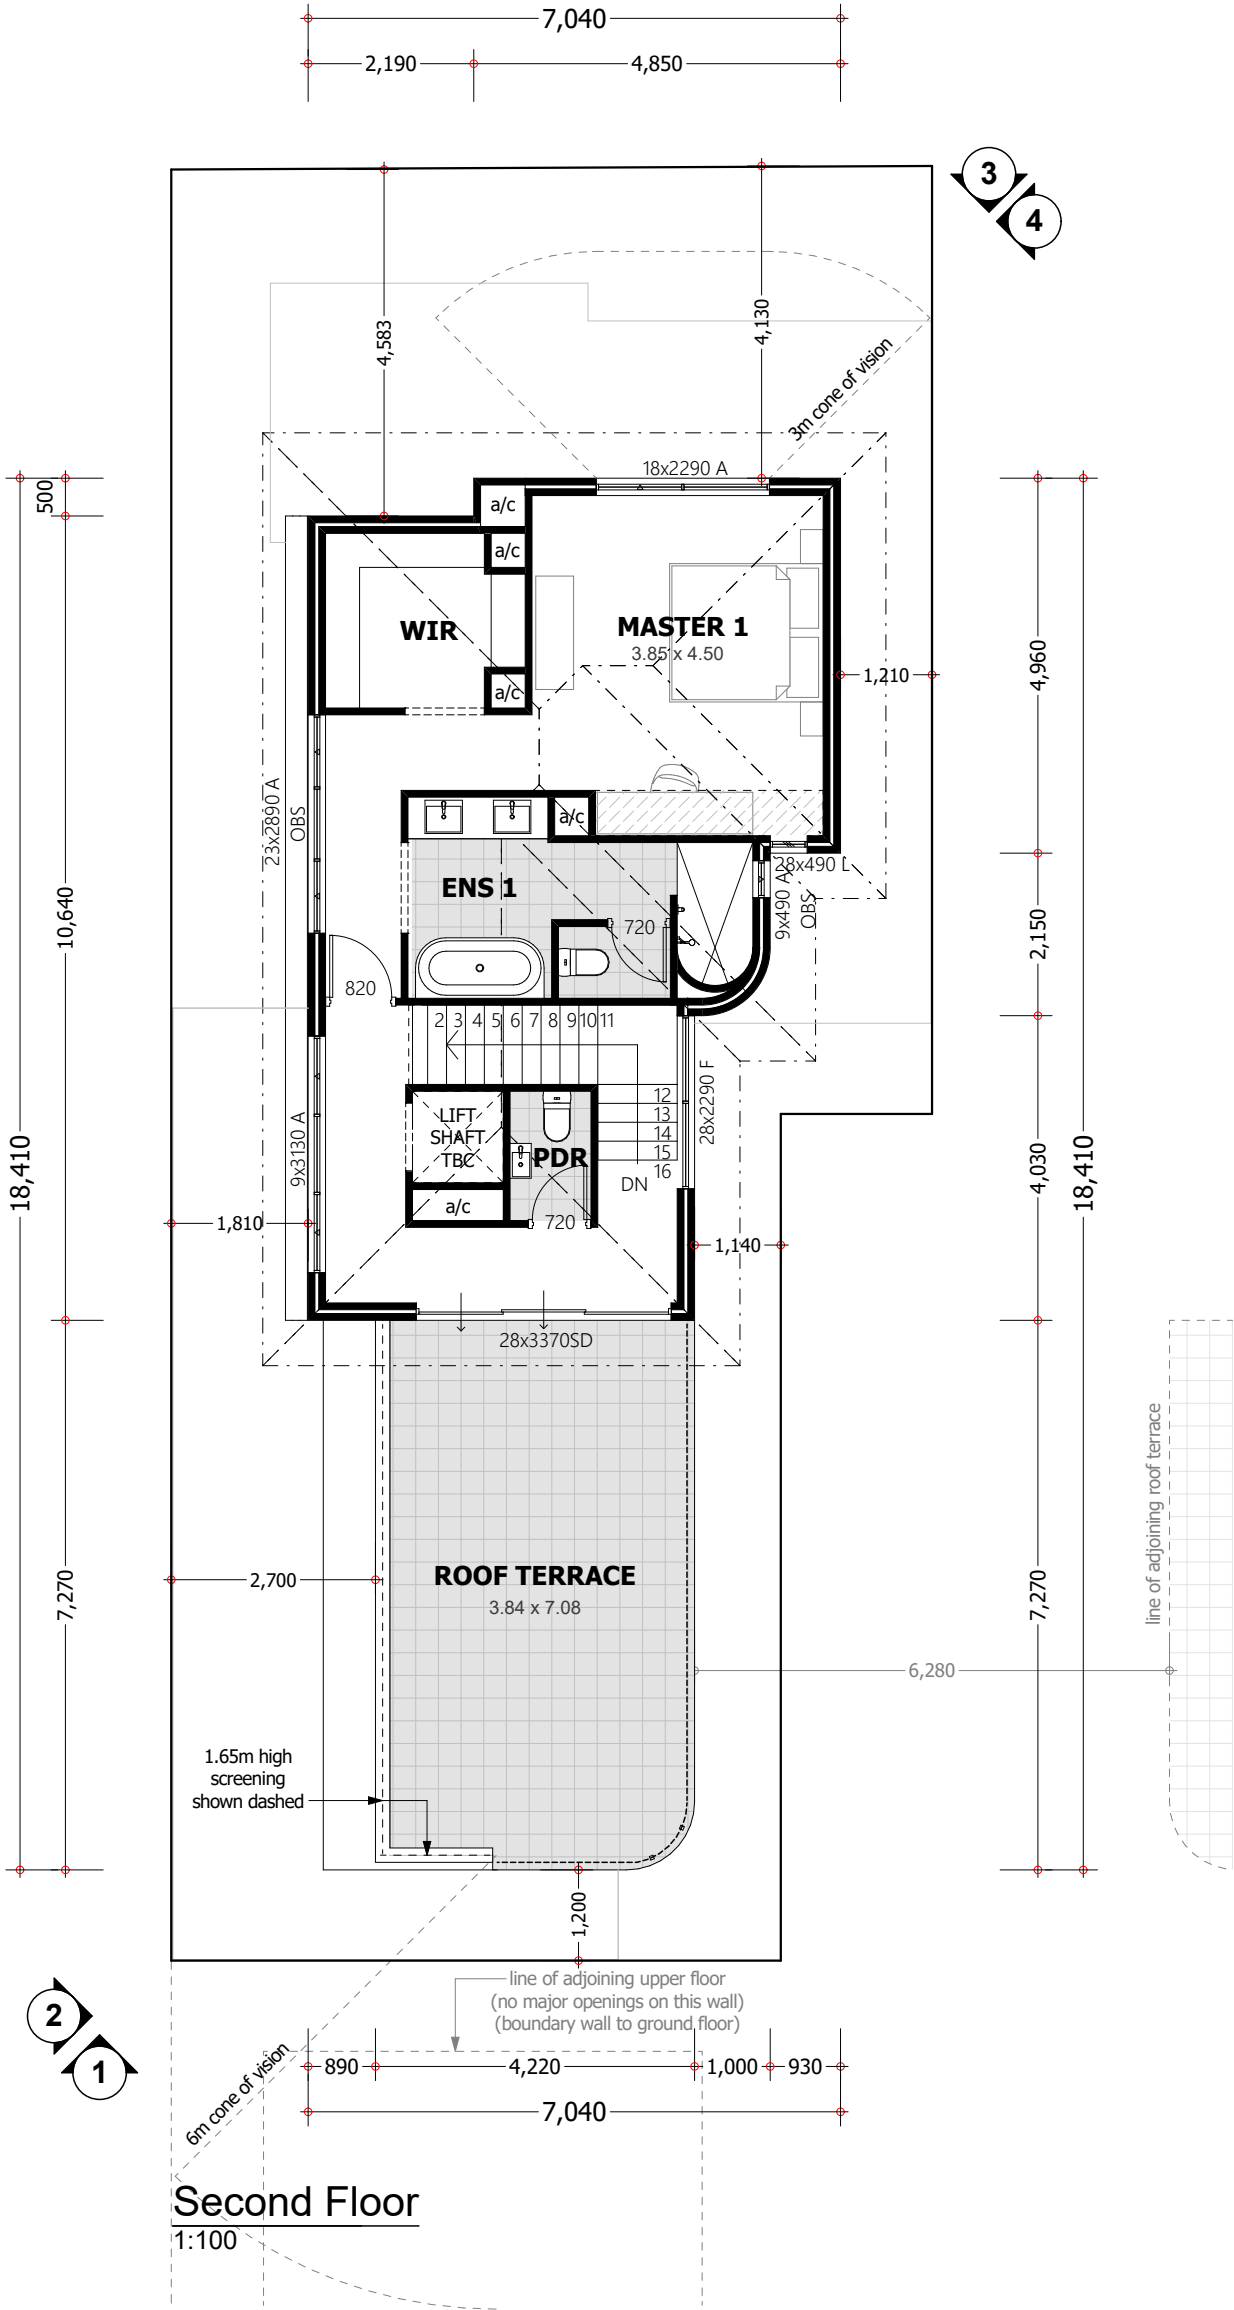 7,040
2,190
4,850
3
4
4,583
4,130
3m cone of vision
500
18x2290 A
a/c
a/c
WIR
MASTER 1
3.85 x 4.50
a/c
1,210
4,960
23x2890 A
OBS
a/c
28x490 L
9x490 A
OBS
ENS 1
720
10,640
2,150
820
2 3 4 5 6 7 8 9 10 11
12
13
14
15
16
DN
28x2290 F
LIFT
SHAFT
TBC
PDR
a/c
720
9x3130 A
18,410
4,030
18,410
1,810
1,140
28x3370SD
line of adjoining roof terrace
ROOF TERRACE
3.84 x 7.08
2,700
7,270
7,270
6,280
1.65m high
screening
shown dashed
1,200
line of adjoining upper floor
(no major openings on this wall)
(boundary wall to ground floor)
2
1
890
4,220
1,000
930
7,040
6m cone of vision
Second Floor
1:100